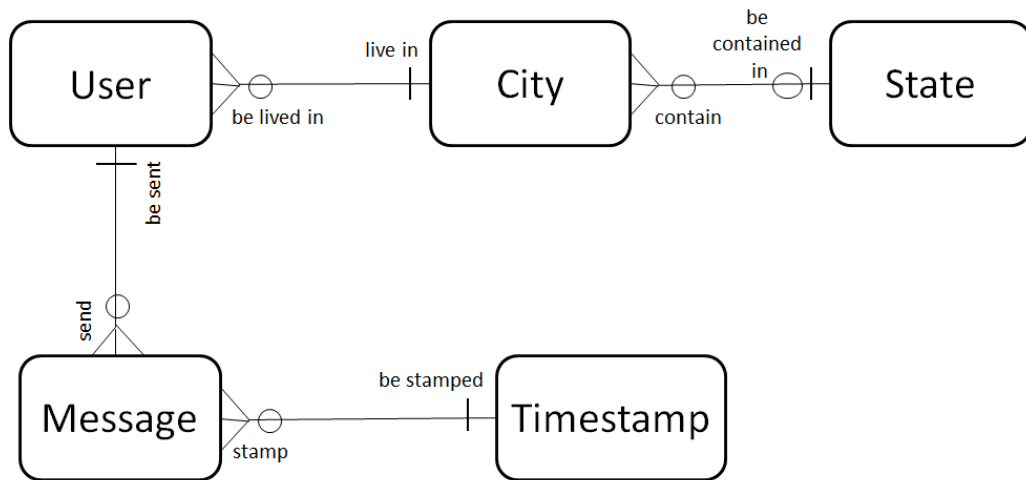 User
be lived in
live in
City
contain
be
contained
in
State
be sent
send
Message
stamp
be stamped
Timestamp